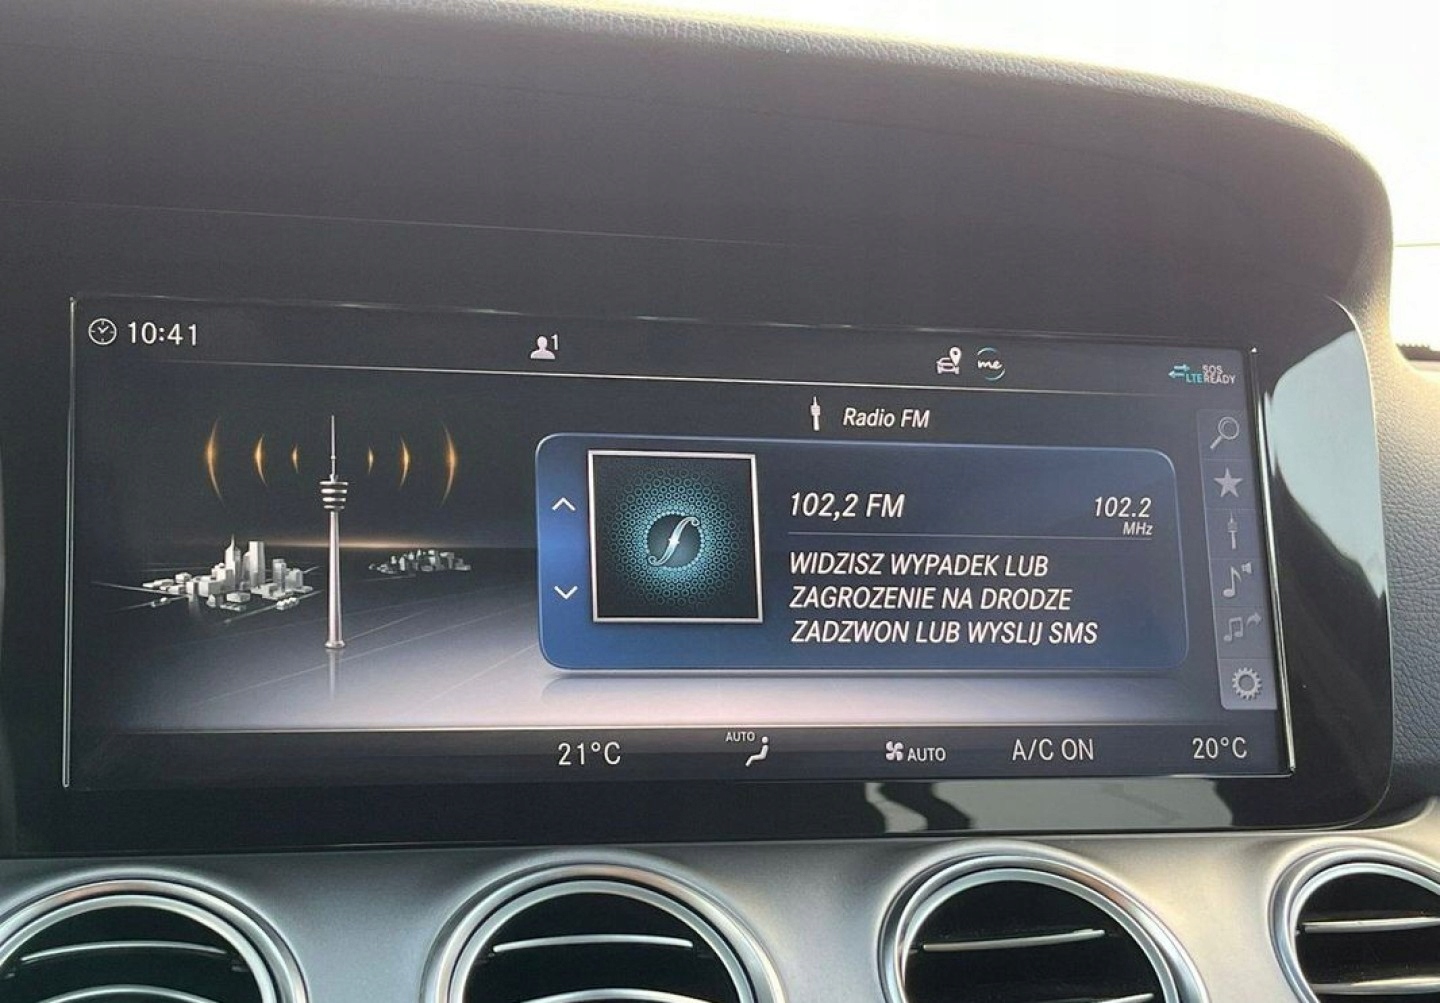 10:41
1
me
SOS
LTE READY
Radio FM
102,2 FM
102.2
MHz
WIDZISZ WYPADEK LUB
ZAGROZENIE NA DRODZE
ZADZWON LUB WYSLIJ SMS
21°C
AUTO
AUTO
A/C ON
20°C